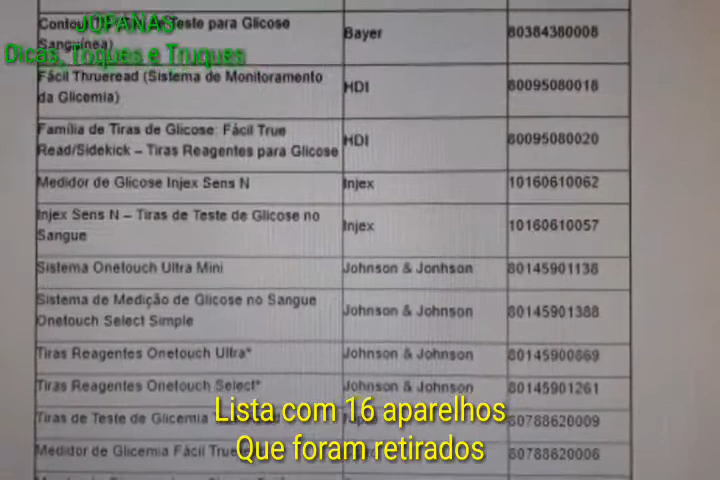 JOPANAS
Dicas, Toques e Truques
Teste para Glicose Bayer 80384380008
Sanguínea)
Fácil Thrueread (Sistema de Monitoramento HDI 80095080018
da Glicemia)
Família de Tiras de Glicose: Fácil True HDI 80095080020
Read/Sidekick – Tiras Reagentes para Glicose
Medidor de Glicose Injex Sens N Injex 10160610062
Injex Sens N – Tiras de Teste de Glicose no Injex 10160610057
Sangue
Sistema Onetouch Ultra Mini Johnson & Jonhson 80145901138
Sistema de Medição de Glicose no Sangue Johnson & Johnson 80145901388
Onetouch Select Simple
Tiras Reagentes Onetouch Ultra* Johnson & Johnson 80145900869
Tiras Reagentes Onetouch Select* Johnson & Johnson 80145901261
Tiras de Teste de Glicemia 80788620009
Medidor de Glicemia Fácil True 80788620006
Lista com 16 aparelhos
Que foram retirados